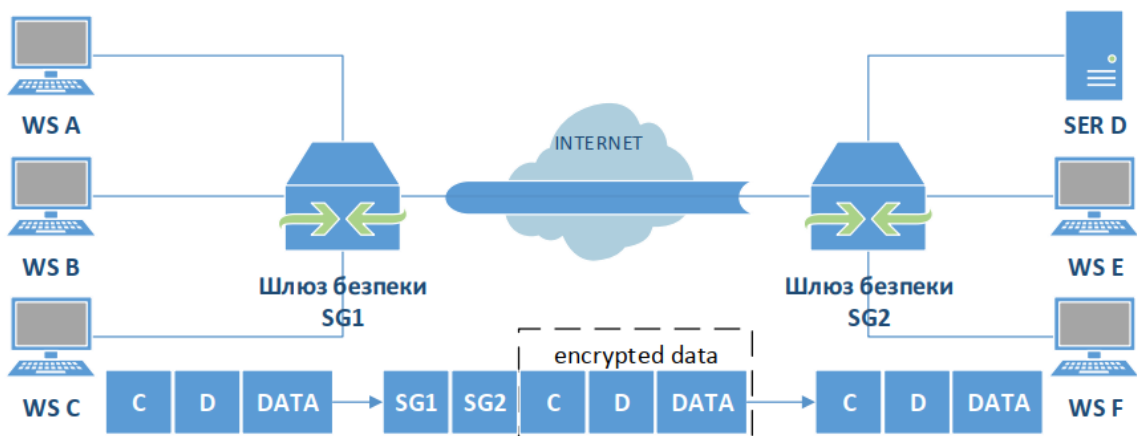 WS A
INTERNET
SER D
WS B
WS E
Шлюз безпеки
SG1
Шлюз безпеки
SG2
encrypted data
WS C
C D DATA
SG1 SG2 C D DATA
C D DATA
WS F